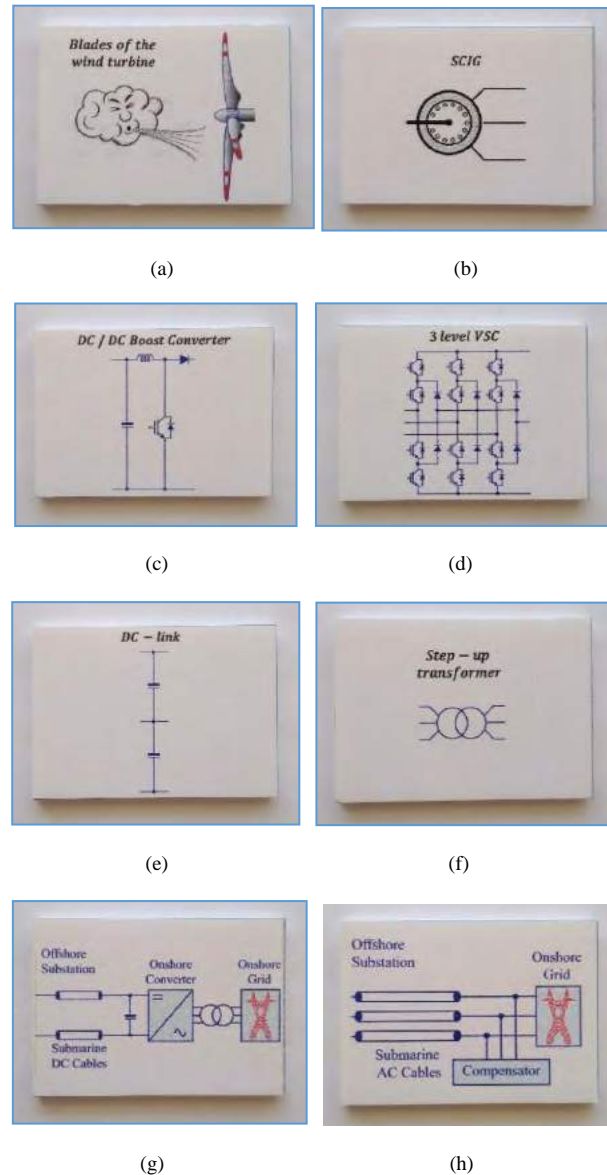 Blades of the
wind turbine
SCIG
(a)
(b)
DC / DC Boost Converter
3 level VSC
(c)
(d)
DC – link
Step – up
transformer
(e)
(f)
Offshore
Substation
Onshore
Converter
Onshore
Grid
Submarine
DC Cables
Offshore
Substation
Onshore
Grid
Submarine
AC Cables
Compensator
(g)
(h)